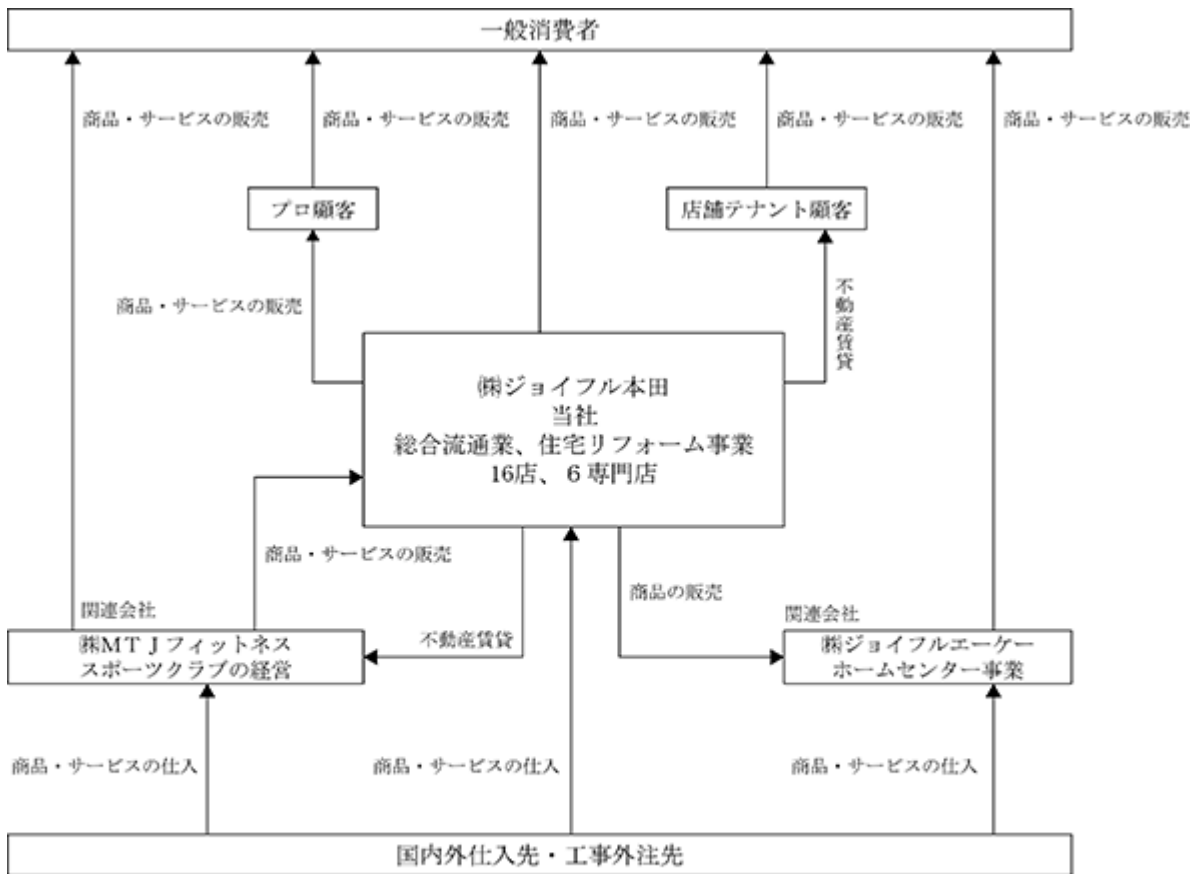 一般消費者
商品・サービスの販売
商品・サービスの販売
商品・サービスの販売
商品・サービスの販売
商品・サービスの販売
プロ顧客
店舗テナント顧客
商品・サービスの販売
不動産賃貸
㈱ジョイフル本田
当社
総合流通業、住宅リフォーム事業
16店、６専門店
商品・サービスの販売
商品の販売
関連会社
関連会社
㈱ＭＴＪフィットネス
スポーツクラブの経営
不動産賃貸
㈱ジョイフルエーケー
ホームセンター事業
商品・サービスの仕入
商品・サービスの仕入
商品・サービスの仕入
国内外仕入先・工事外注先